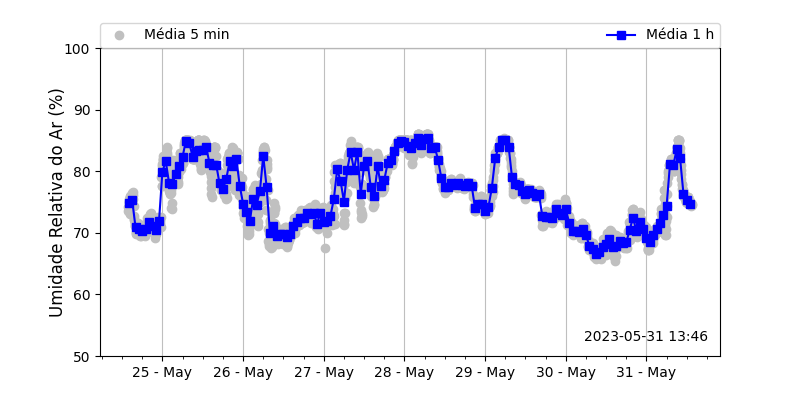 Média 5 min
Média 1 h
Umidade Relativa do Ar (%)
100
90
80
70
60
50
2023-05-31 13:46
25 - May
26 - May
27 - May
28 - May
29 - May
30 - May
31 - May